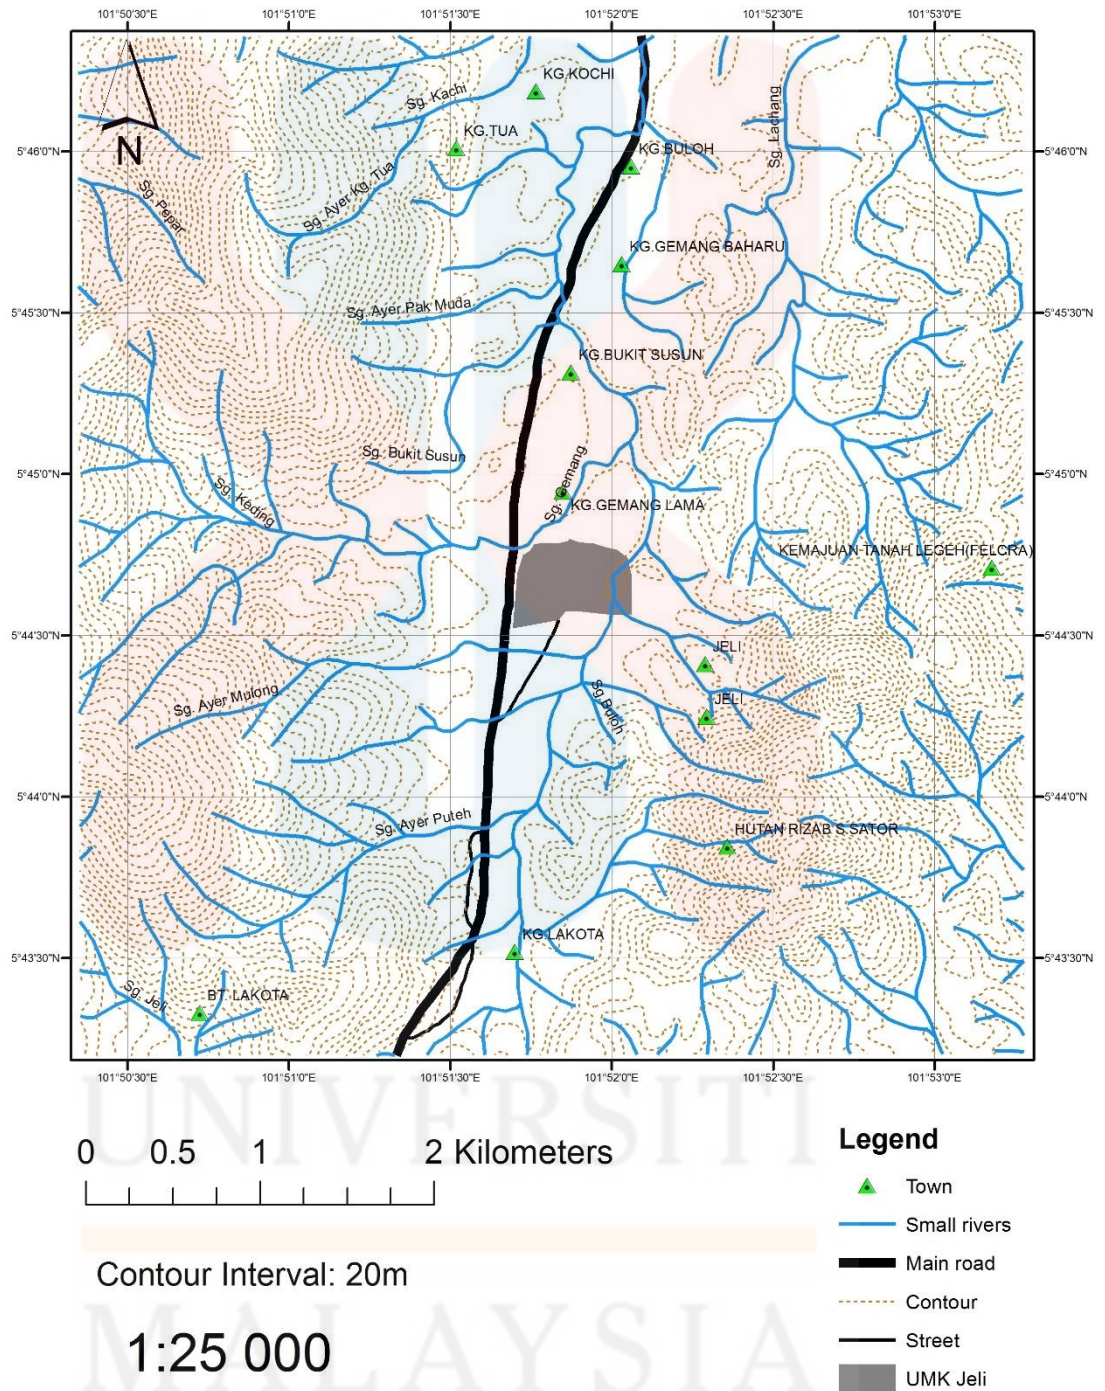 101°50'30"E 101°51'0"E 101°51'30"E 101°52'0"E 101°52'30"E 101°53'0"E
KG.KOCHI
Sg. Kachi
KG.TUA
Sg. Lachang
N
5°46'0"N 5°46'0"N
KG.BULOH
Sg. Ayer Kg. Tua
Sg. Pepar
KG.GEMANG BAHARU
Sg. Ayer Pak Muda
5°45'30"N 5°45'30"N
KG.BUKIT SUSUN
Sg. Bukit Susun
5°45'0"N 5°45'0"N
Sg. Gemang
Sg. Keding
KG.GEMANG LAMA
KEMAJUAN TANAH LEGEH(FELCRA)
5°44'30"N 5°44'30"N
JELI
Sg. Ayer Mulong
JELI
Sg.Buloh
5°44'0"N 5°44'0"N
Sg. Ayer Puteh
HUTAN RIZAB S.SATOR
KG.LAKOTA
5°43'30"N 5°43'30"N
Sg. Jeli
BT. LAKOTA
101°50'30"E 101°51'0"E 101°51'30"E 101°52'0"E 101°52'30"E 101°53'0"E
UNIVERSITI
0 0.5 1 2 Kilometers
Contour Interval: 20m
MALAYSIA
1:25 000
Legend
Town
Small rivers
Main road
Contour
Street
UMK Jeli